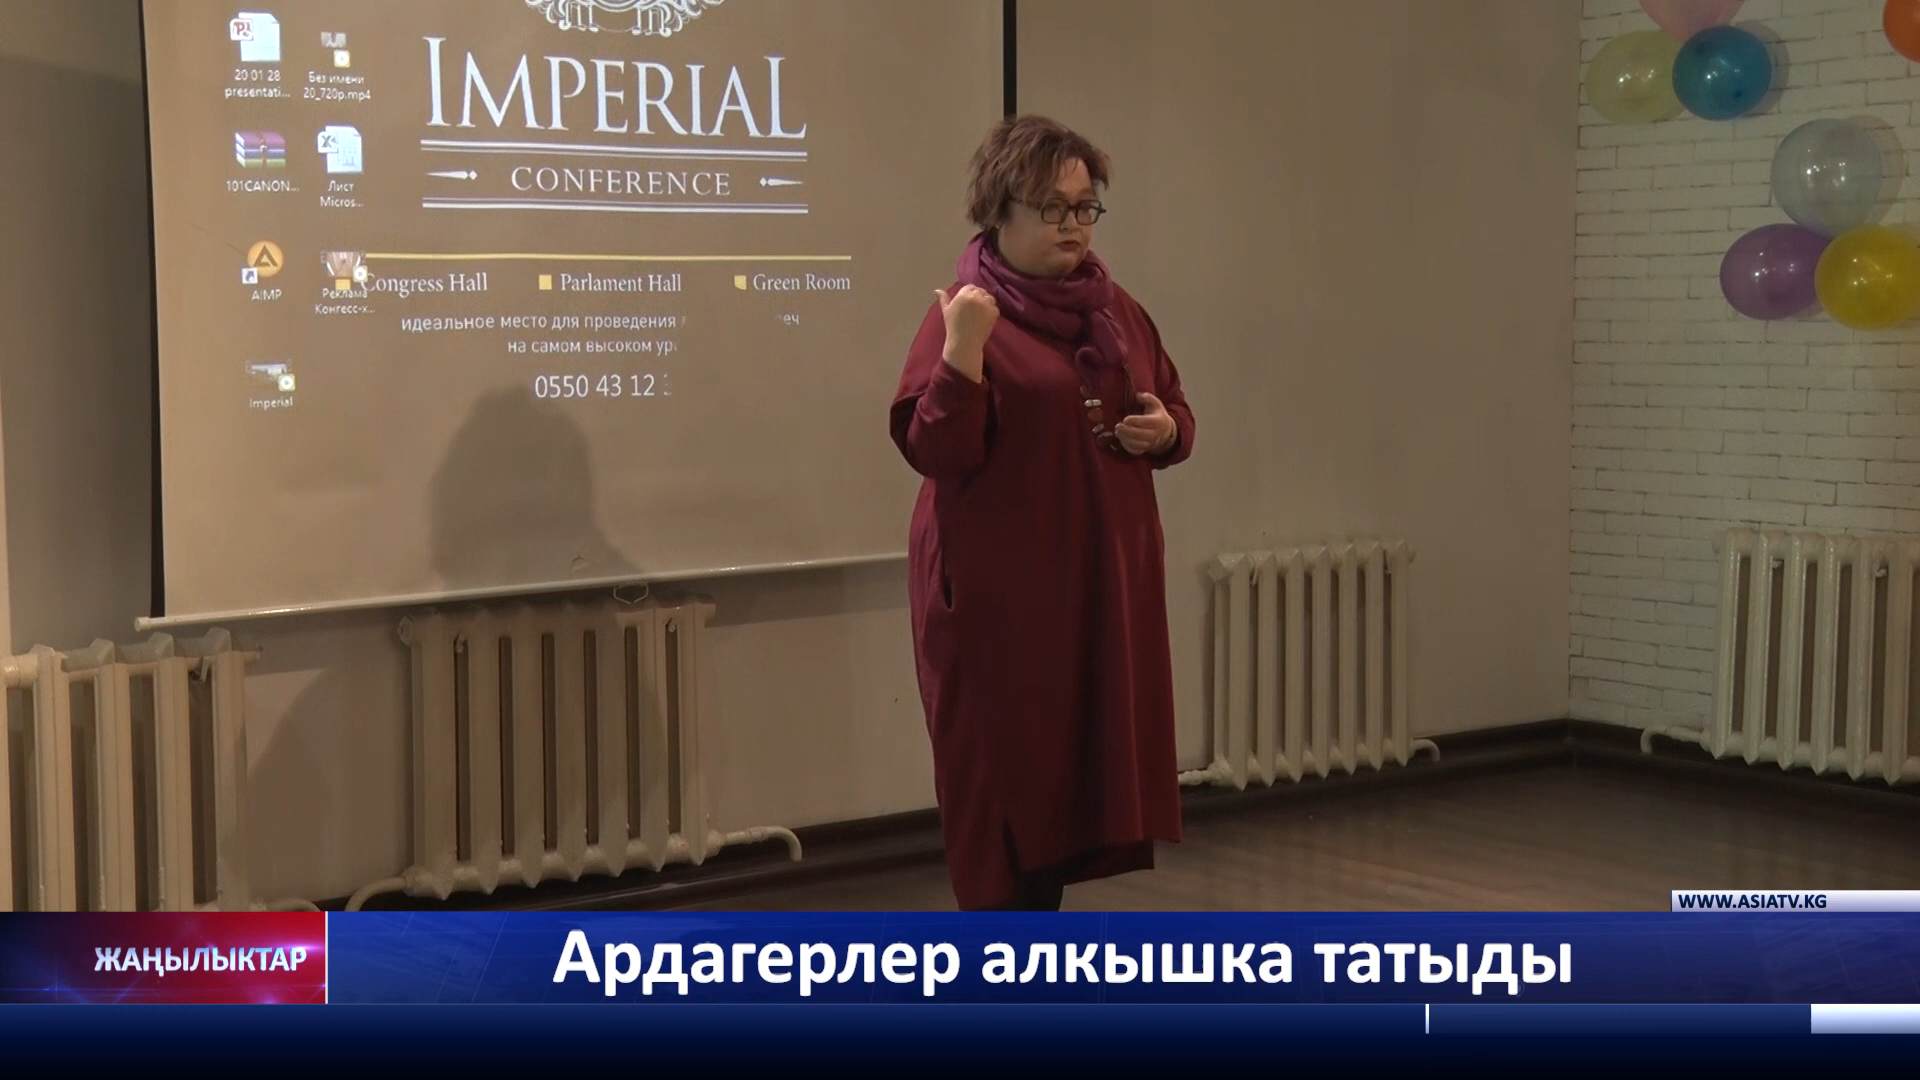 20 01 28
presentati...
Без имени
20_720p.mp4
IMPERIAL
CONFERENCE
101CANON...
Лист
Micros...
AIMP
Реклама
Конгесс-х...
Congress Hall
Parlament Hall
Green Room
идеальное место для проведения
на самом высоком
0550 43 12
Imperial
WWW.ASIATV.KG
ЖАҢЫЛЫКТАР
Ардагерлер алкышка татыды